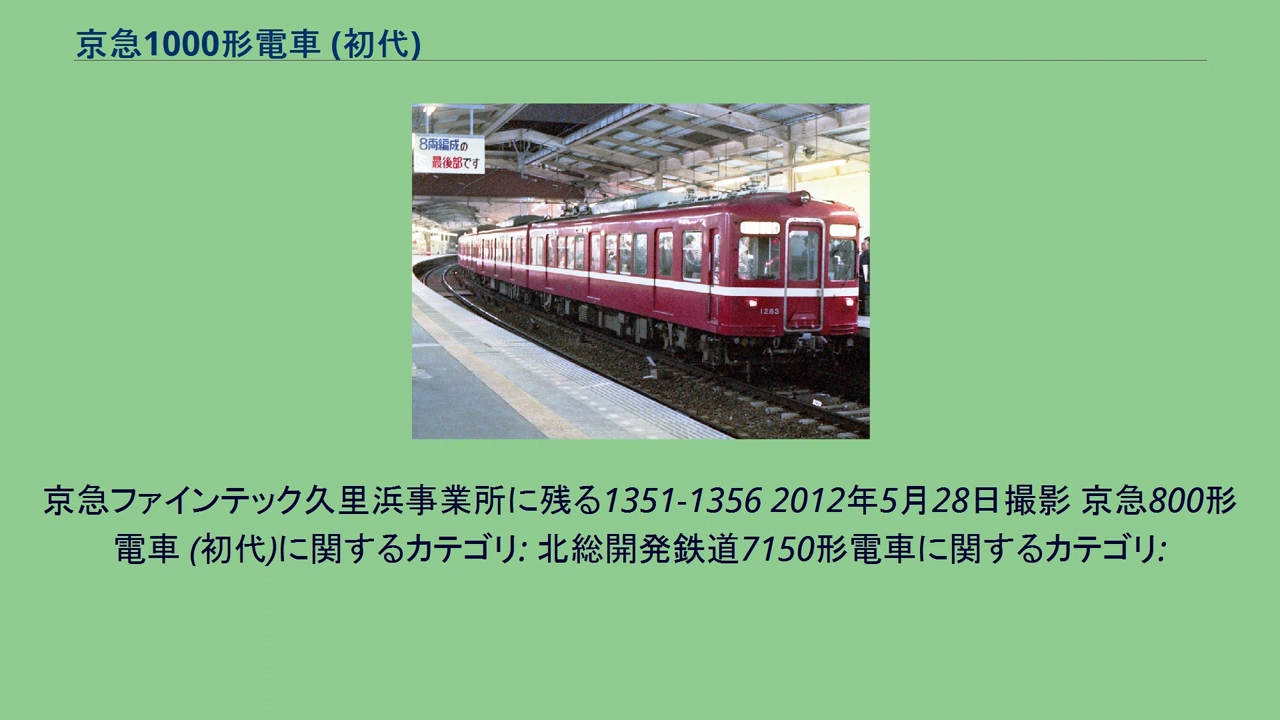 京急1000形電車 (初代)
8両編成の
最後部です
1283
京急ファインテック久里浜事業所に残る1351-1356 2012年5月28日撮影 京急800形
電車 (初代)に関するカテゴリ: 北総開発鉄道7150形電車に関するカテゴリ: